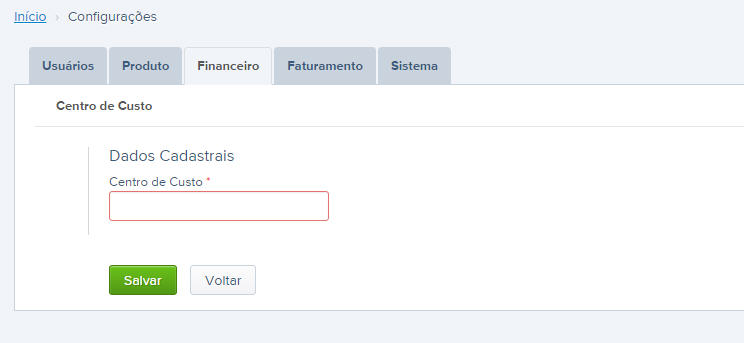 Início › Configurações
Usuários Produto Financeiro Faturamento Sistema
Centro de Custo
Dados Cadastrais
Centro de Custo *
Salvar Voltar